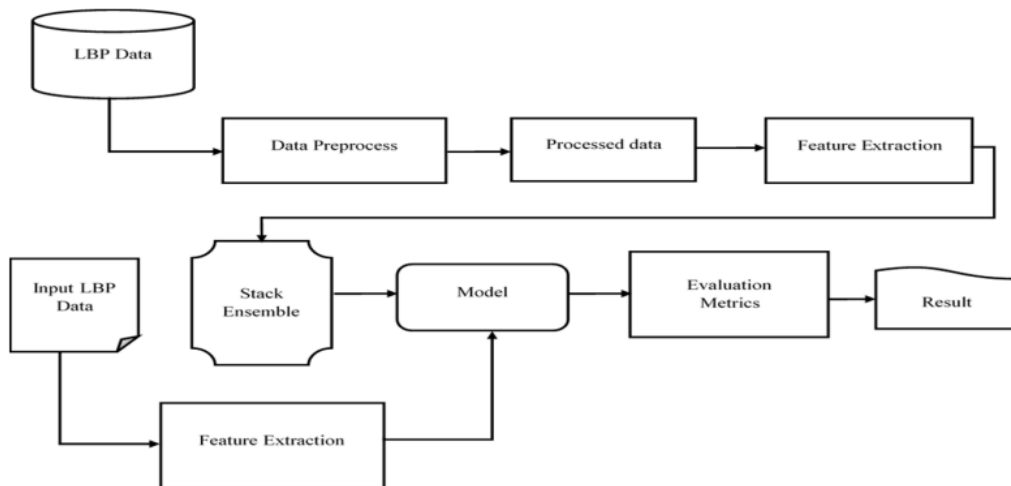 LBP Data
Data Preprocess
Processed data
Feature Extraction
Input LBP
Data
Stack
Ensemble
Model
Evaluation
Metrics
Result
Feature Extraction